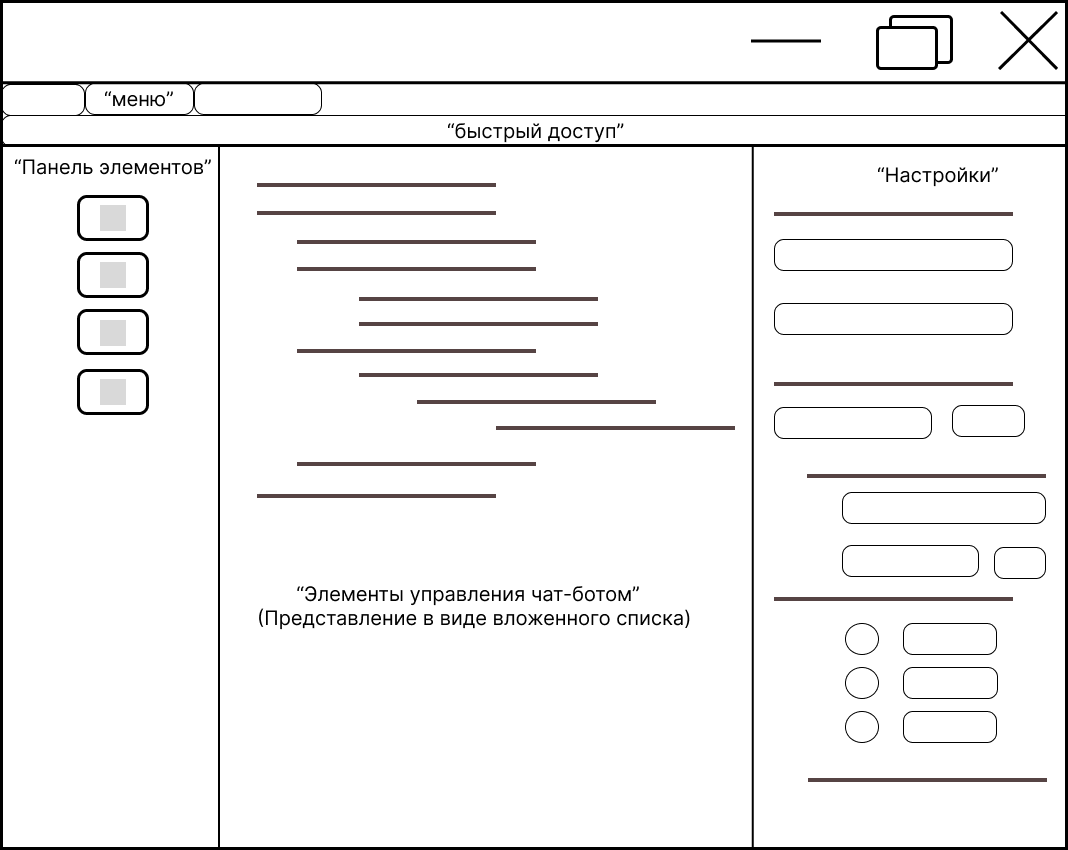 “меню”
“быстрый доступ”
“Панель элементов”
“Настройки”
“Элементы управления чат-ботом”
(Представление в виде вложенного списка)